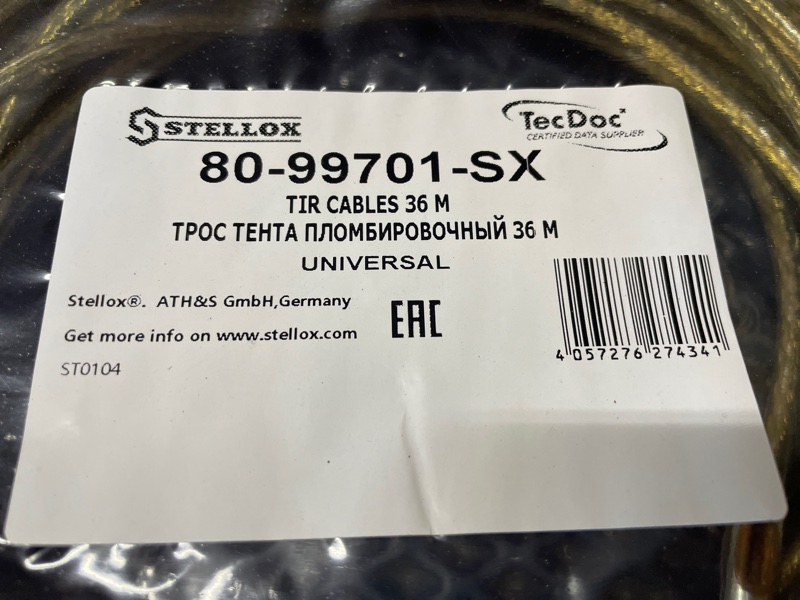 STELLOX
TecDoc
CERTIFIED DATA SUPPLIER
80-99701-SX
TIR CABLES 36 M
ТРОС ТЕНТА ПЛОМБИРОВОЧНЫЙ 36 М
UNIVERSAL
Stellox®. ATH&S GmbH,Germany
Get more info on www.stellox.com
EAC
ST0104
4 057276 274341